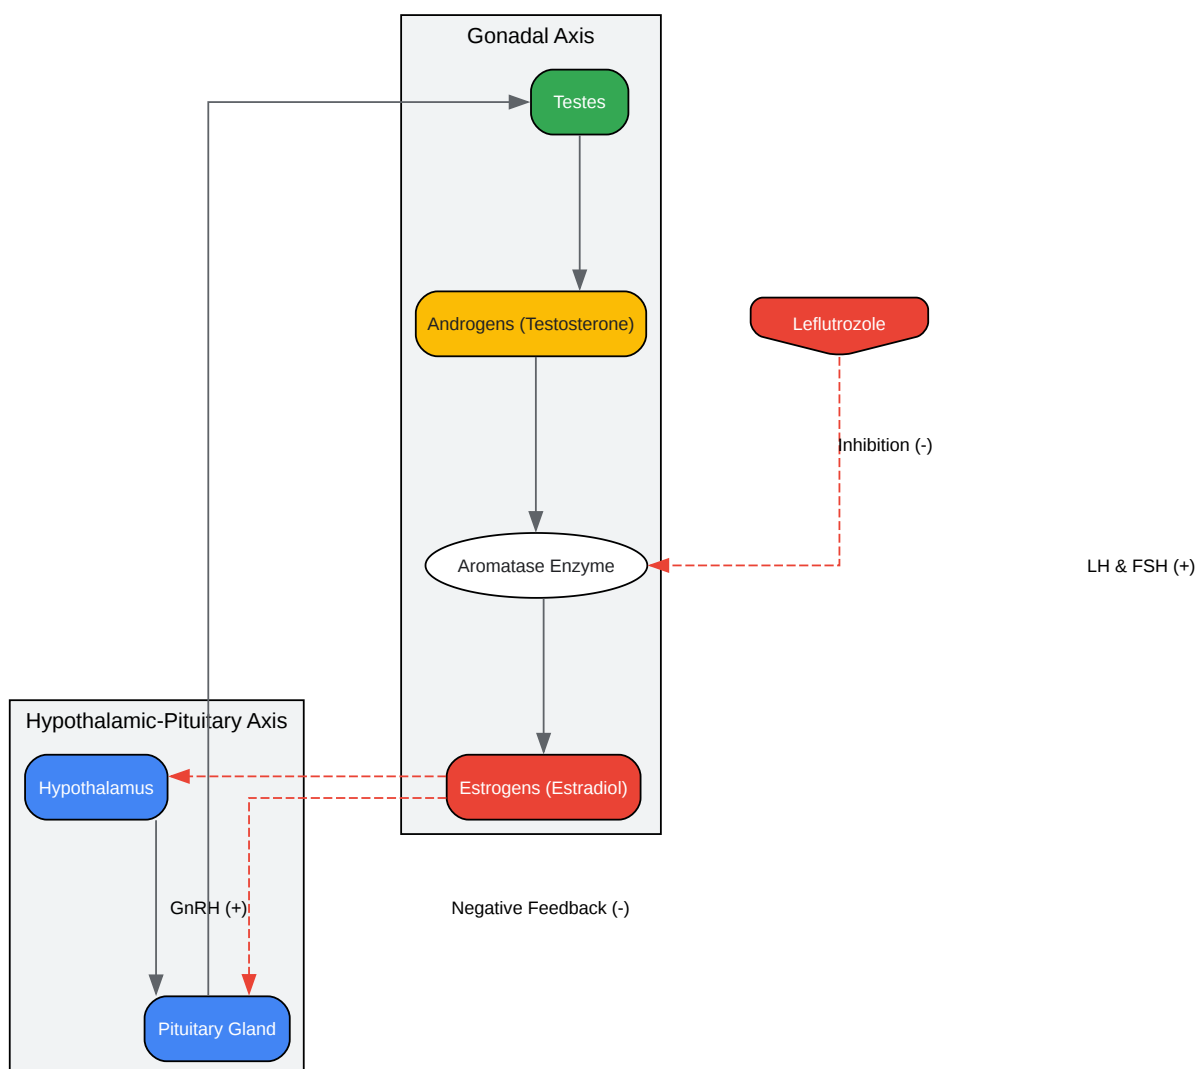 Gonadal Axis
Testes
Androgens (Testosterone)
Leflutrozole
Inhibition (-)
Aromatase Enzyme
LH & FSH (+)
Hypothalamic-Pituitary Axis
Hypothalamus
Estrogens (Estradiol)
GnRH (+)
Negative Feedback (-)
Pituitary Gland